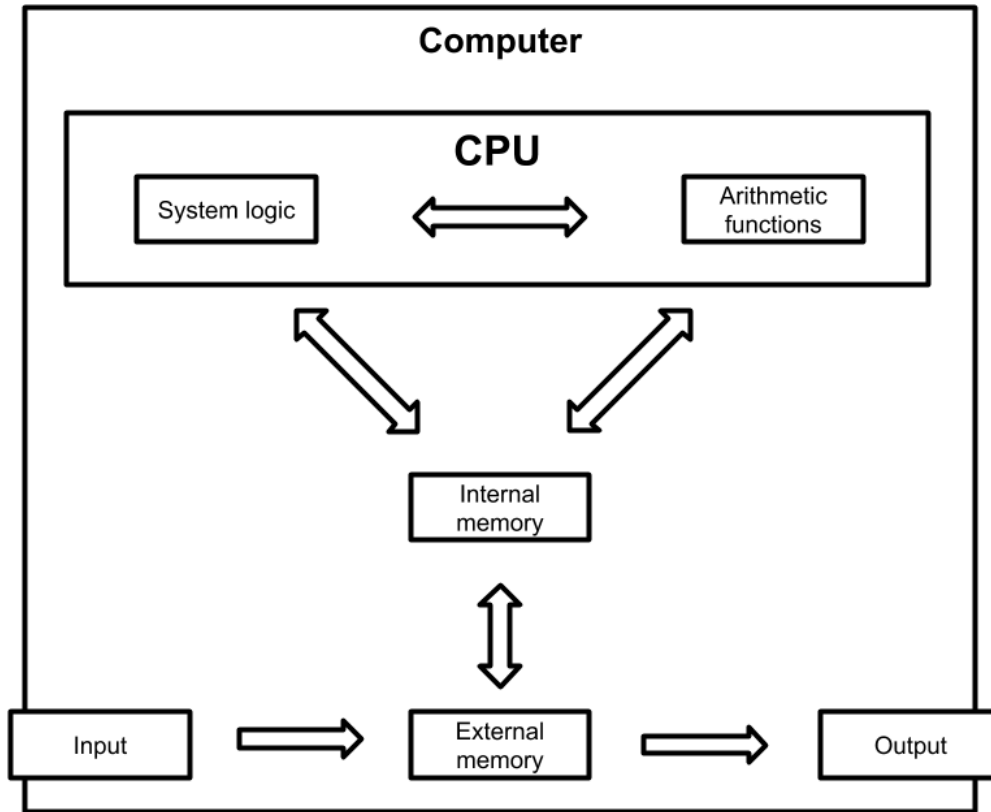 Computer
CPU
System logic
Arithmetic
functions
Internal
memory
Input
External
memory
Output